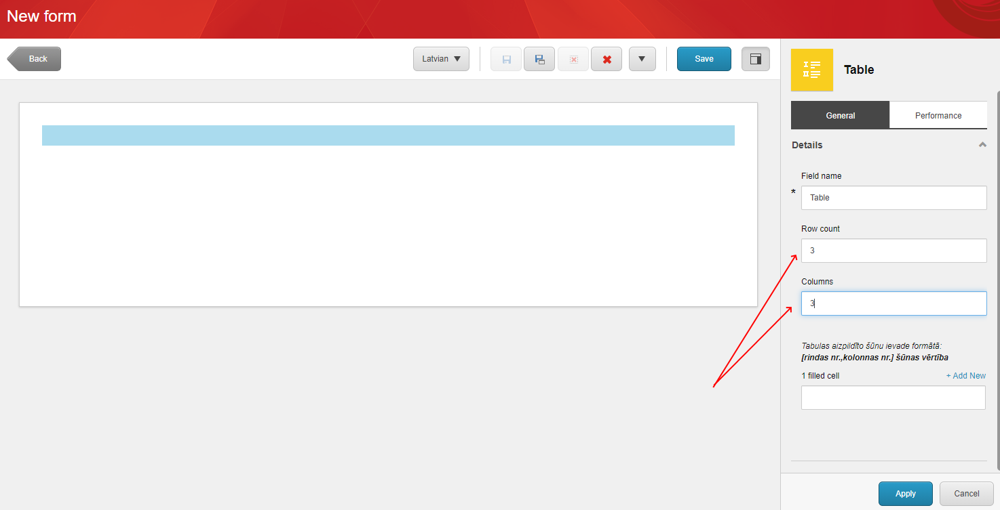 New form
Back
Latvian
Save
Table
General
Performance
Details
Field name
*
Table
Row count
3
Columns
3
Tabulas aizpildīto šūnu ievade formātā:
[rindas nr.,kolonnas nr.] šūnas vērtība
1 filled cell
+ Add New
Apply
Cancel